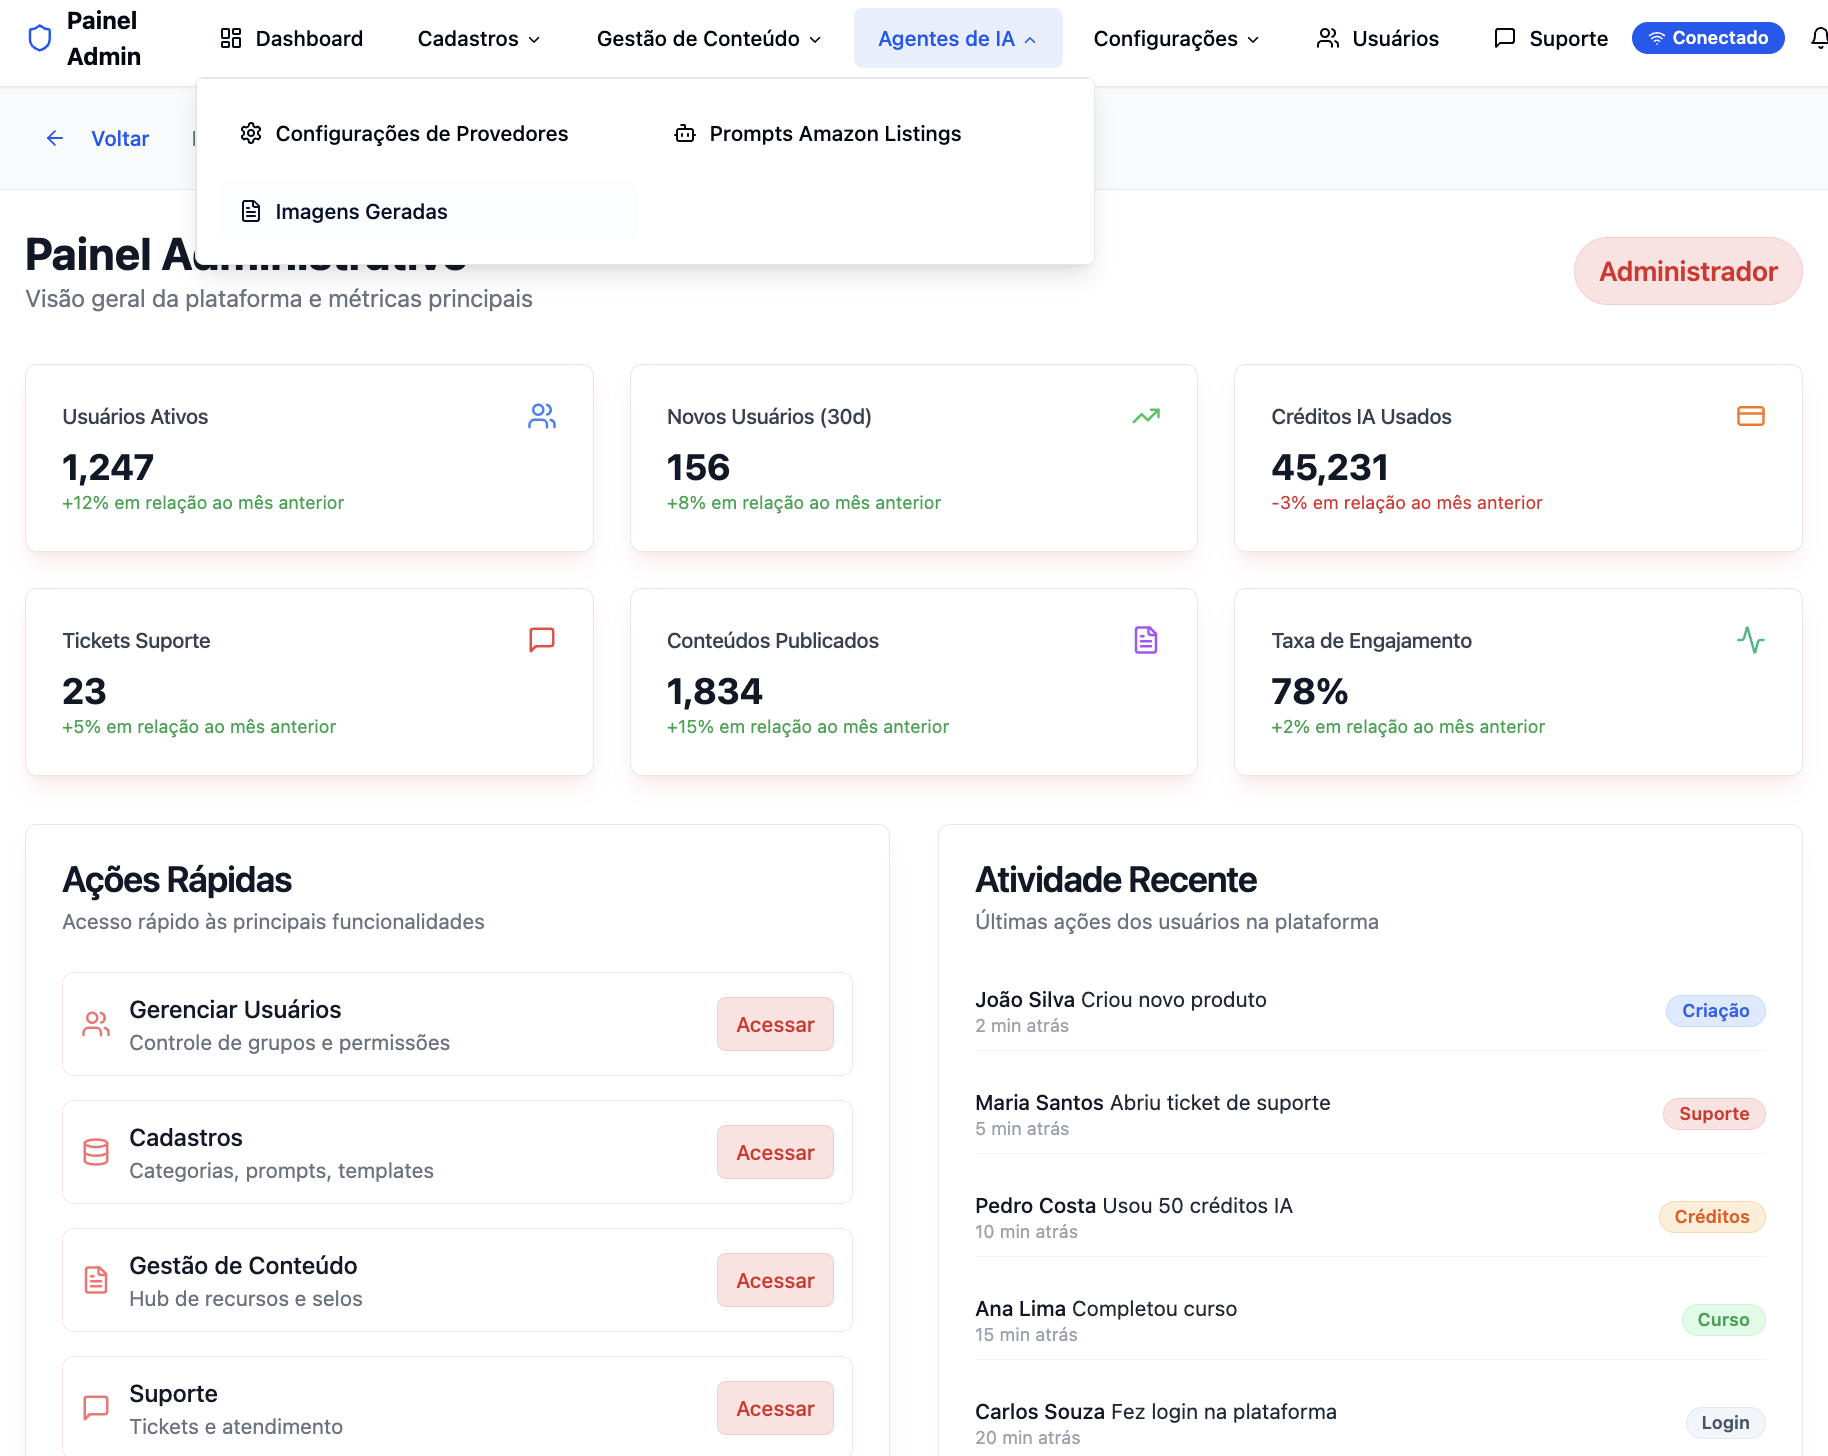 Painel
Admin
Dashboard
Cadastros
Gestão de Conteúdo
Agentes de IA
Configurações
Usuários
Suporte
Conectado
Voltar
Configurações de Provedores
Prompts Amazon Listings
Imagens Geradas
Painel Administrativo
Visão geral da plataforma e métricas principais
Administrador
Usuários Ativos
1,247
+12% em relação ao mês anterior
Novos Usuários (30d)
156
+8% em relação ao mês anterior
Créditos IA Usados
45,231
-3% em relação ao mês anterior
Tickets Suporte
23
+5% em relação ao mês anterior
Conteúdos Publicados
1,834
+15% em relação ao mês anterior
Taxa de Engajamento
78%
+2% em relação ao mês anterior
Ações Rápidas
Acesso rápido às principais funcionalidades
Gerenciar Usuários
Controle de grupos e permissões
Acessar
Cadastros
Categorias, prompts, templates
Acessar
Gestão de Conteúdo
Hub de recursos e selos
Acessar
Suporte
Tickets e atendimento
Acessar
Atividade Recente
Últimas ações dos usuários na plataforma
João Silva Criou novo produto
2 min atrás
Criação
Maria Santos Abriu ticket de suporte
5 min atrás
Suporte
Pedro Costa Usou 50 créditos IA
10 min atrás
Créditos
Ana Lima Completou curso
15 min atrás
Curso
Carlos Souza Fez login na plataforma
20 min atrás
Login